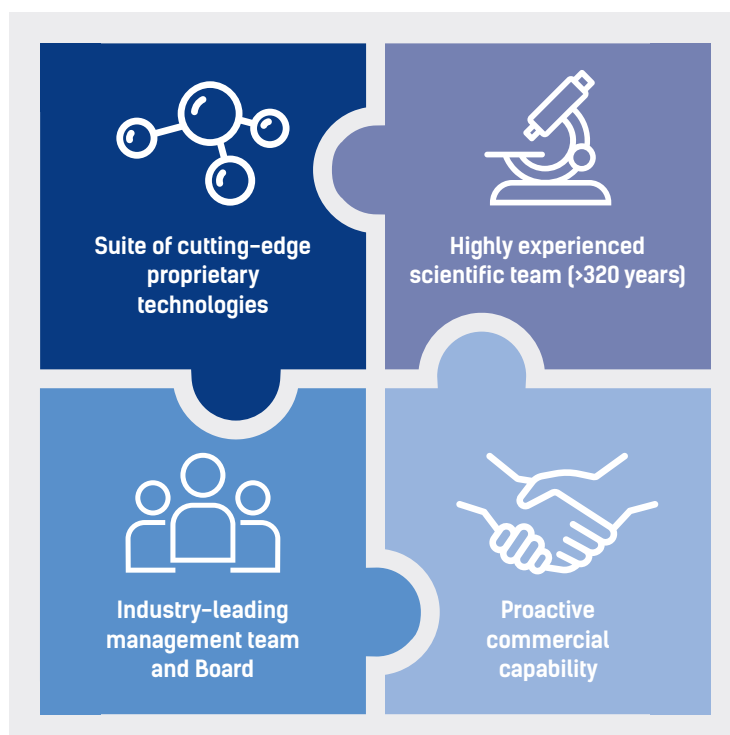 Suite of cutting-edge
proprietary
technologies
Highly experienced
scientific team (>320 years)
Industry-leading
management team
and Board
Proactive
commercial
capability